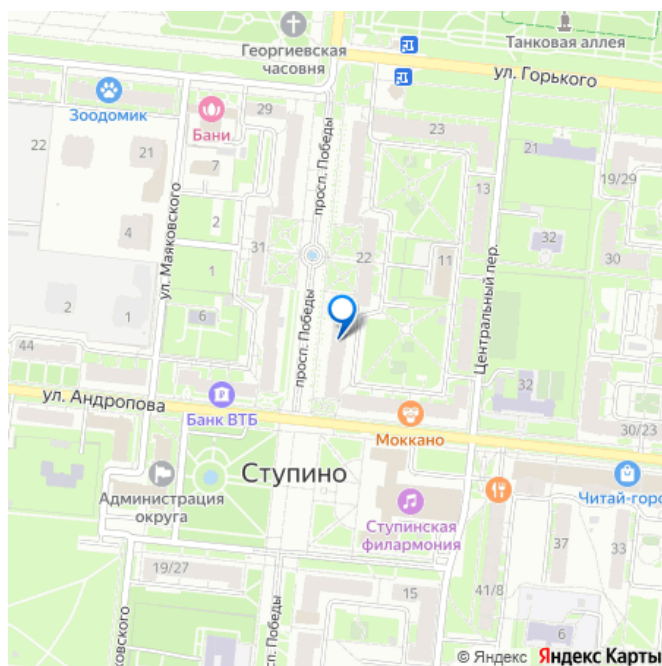 Георгиевская
часовня
Танковая аллея
ул. Горького
Зоодомик
Бани
29
23
22
21
7
просп. Победы
ул. Маяковского
13
21
19/29
4
2
31
22
11
32
30
1
Центральный пер.
2
1
6
просп. Победы
44
ул. Андропова
Банк ВТБ
Моккано
32
30/23
Ступино
Администрация
округа
Ступинская
филармония
Читай-горо
19/27
15
37
33
41/8
6
ковского
просп. Победы
© Яндекс Яндекс Карты